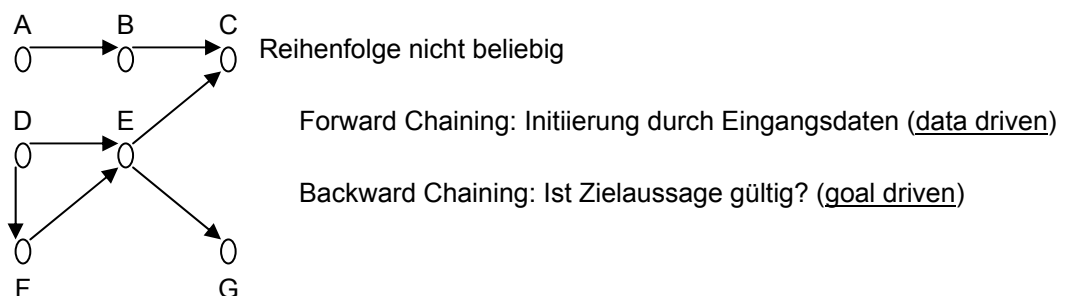 A B C
Reihenfolge nicht beliebig
D E
Forward Chaining: Initiierung durch Eingangsdaten (data driven)
Backward Chaining: Ist Zielaussage gültig? (goal driven)
F G